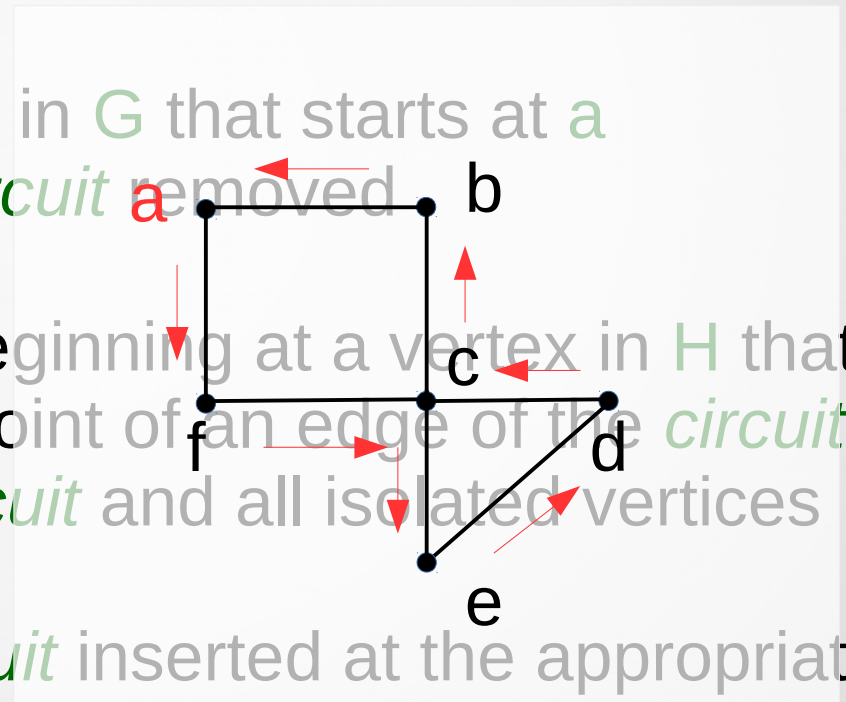 in G that starts at a
rcuit removed
a
b
eginning at a vertex in H that
c
oint of an edge of the circuit
f
d
cuit and all isolated vertices
e
uit inserted at the appropriat